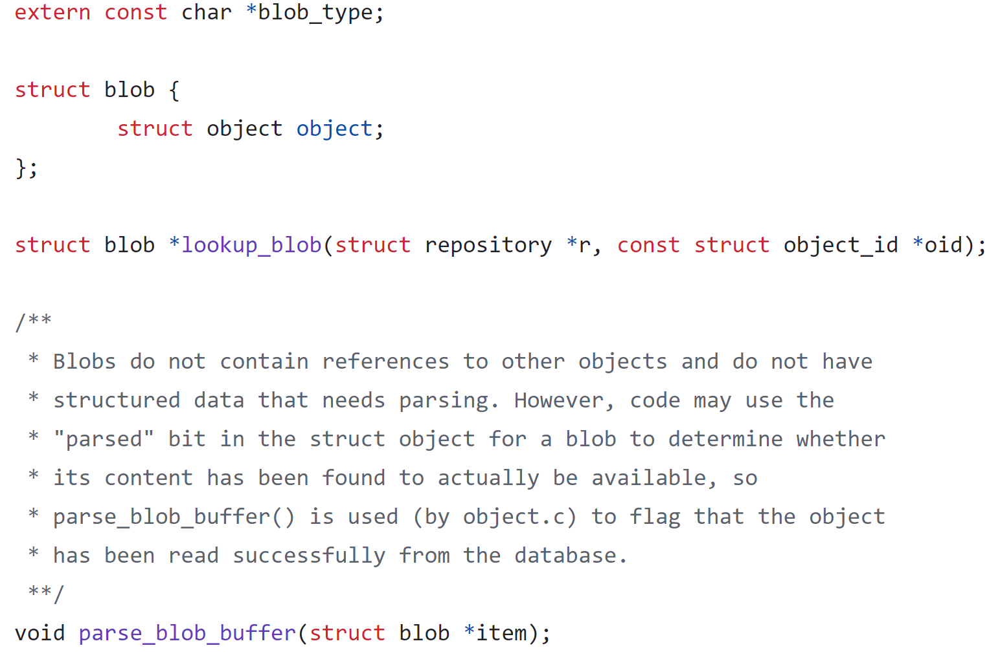 extern const char *blob_type;
struct blob {
        struct object object;
};
struct blob *lookup_blob(struct repository *r, const struct object_id *oid);
/**
 * Blobs do not contain references to other objects and do not have
 * structured data that needs parsing. However, code may use the
 * "parsed" bit in the struct object for a blob to determine whether
 * its content has been found to actually be available, so
 * parse_blob_buffer() is used (by object.c) to flag that the object
 * has been read successfully from the database.
 **/
void parse_blob_buffer(struct blob *item);